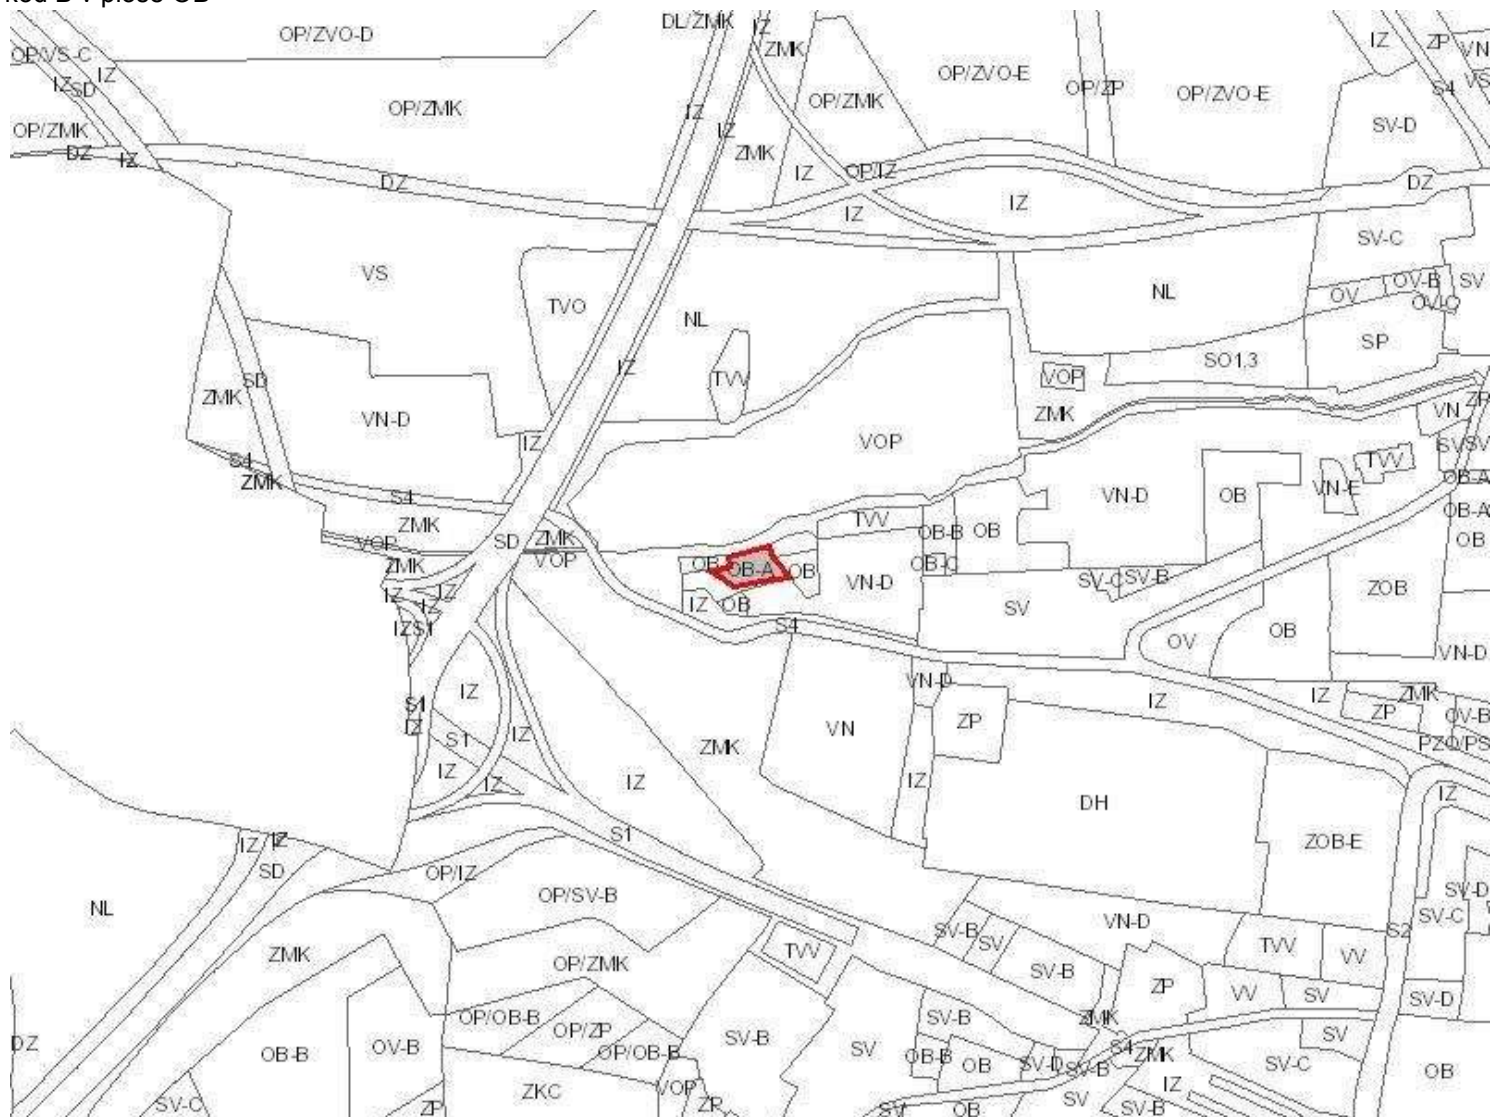 OP/ZVO-D
DL/ZMK
IZ
ZMK
IZ
ZP
VN
OP/VS-C
IZ
IZ
SD
OP/ZMK
OP/ZMK
OP/ZVO-E
OP/ZP
OP/ZVO-E
S4
VS
OP/ZMK
DZ
IZ
IZ
IZ
ZMK
SV-D
DZ
IZ
OP/IZ
IZ
IZ
DZ
VS
SV-C
TVO
NL
NL
OV
OV-B
SV
OV-C
SP
SO1,3
IZ
TVV
VOP
ZMK
SD
ZMK
VN-D
IZ
VOP
VN
S4
ZMK
S4
ZMK
VN-D
OB
VN-E
TVV
OB-A
OB-A
OB
VOP
ZMK
SD
ZMK
VOP
TVV
OB-B
OB
OB
OB-A
OB
VN-D
OB-C
SV-C
SV-B
ZOB
IZ
IZ
IZ
IZ
S1
IZ
OB
S4
SV
OV
OB
VN-D
VN-D
IZ
S1
IZ
IZ
S1
IZ
ZMK
VN
ZP
IZ
IZ
ZMK
ZP
OV-B
PZO/PS
IZ
IZ
IZ
IZ
DH
IZ
S1
ZOB-E
IZ
IZ
SD
OP/IZ
OP/SV-B
NL
SV-D
SV-C
SV-B
SV
VN-D
TVV
VV
S2
ZMK
OP/ZMK
TVV
SV-B
ZP
VV
SV
SV-D
DZ
OB-B
OV-B
OP/OB-B
OP/ZP
OP/OB-B
SV-B
SV
SV-B
ZMK
SV
OB-B
OB
SV-D
SV-B
S4
ZMK
SV-C
OB
SV-C
ZP
ZKC
VOP
ZP
OB
SV
SV-B
IZ